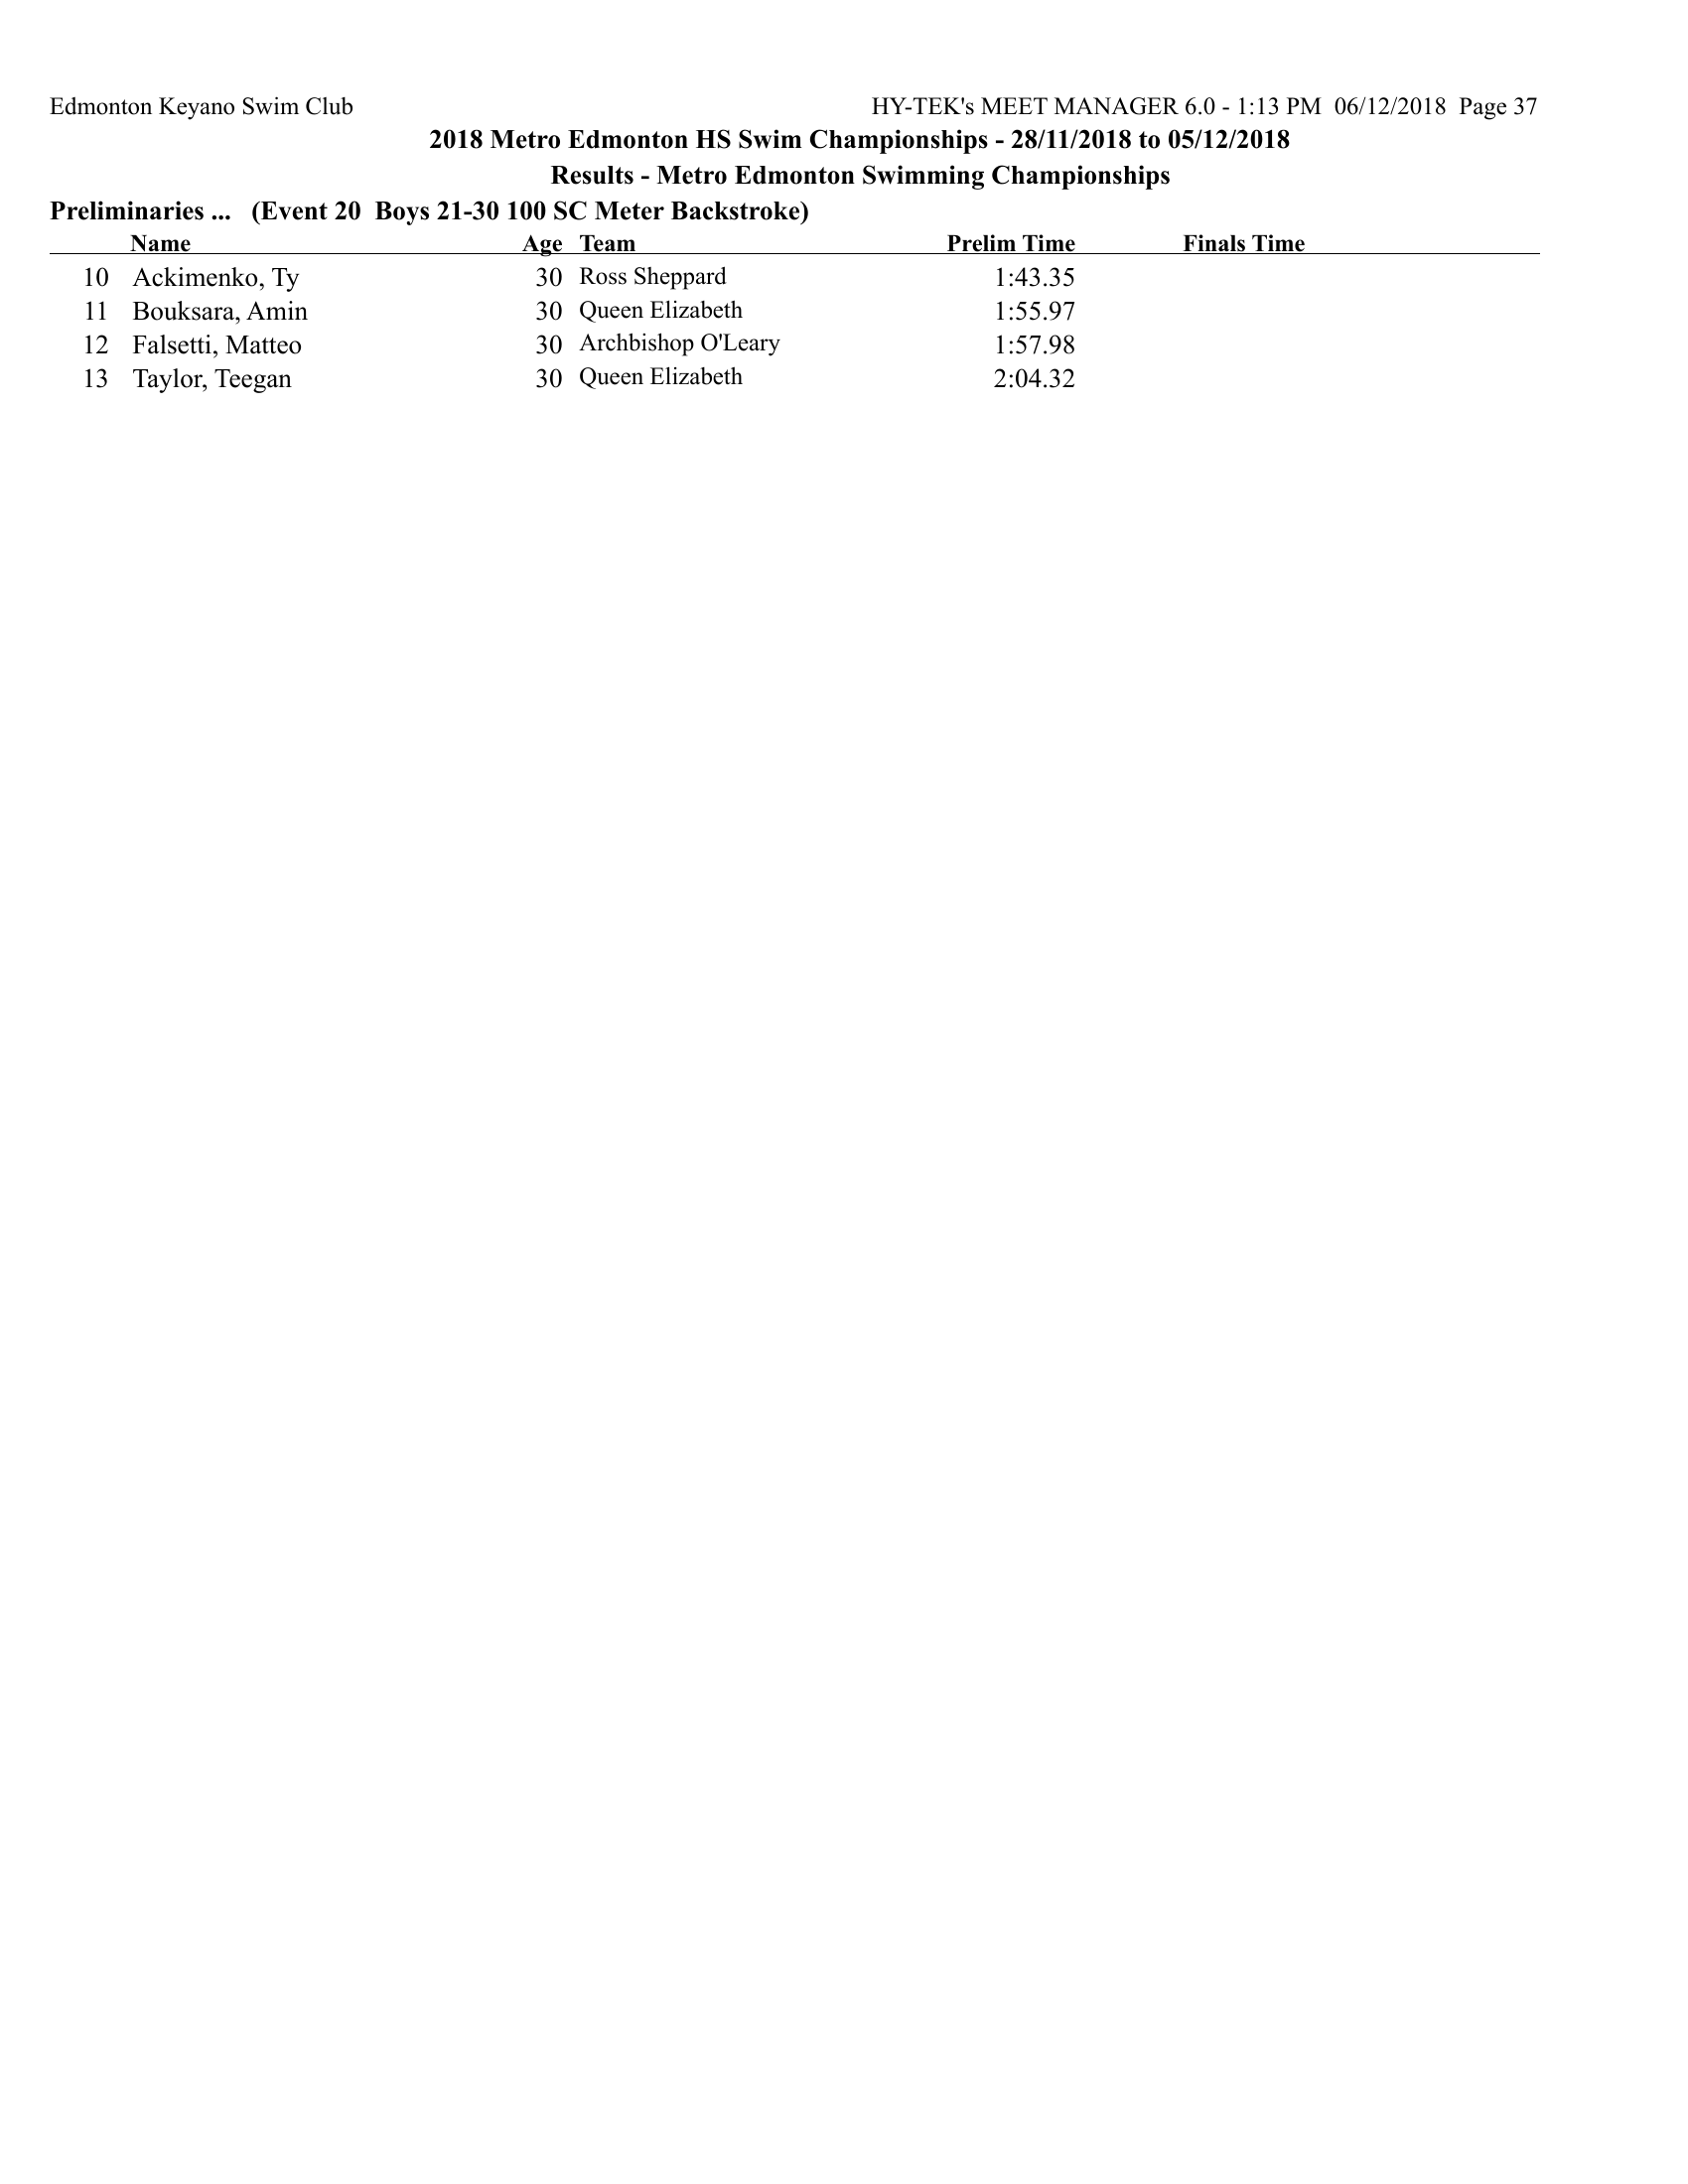 Edmonton Keyano Swim Club HY-TEK's MEET MANAGER 6.0 - 1:13 PM 06/12/2018 Page 37
2018 Metro Edmonton HS Swim Championships - 28/11/2018 to 05/12/2018
Results - Metro Edmonton Swimming Championships
Preliminaries ... (Event 20 Boys 21-30 100 SC Meter Backstroke)
Name Age Team Prelim Time Finals Time
10 Ackimenko, Ty 30 Ross Sheppard 1:43.35
11 Bouksara, Amin 30 Queen Elizabeth 1:55.97
12 Falsetti, Matteo 30 Archbishop O'Leary 1:57.98
13 Taylor, Teegan 30 Queen Elizabeth 2:04.32